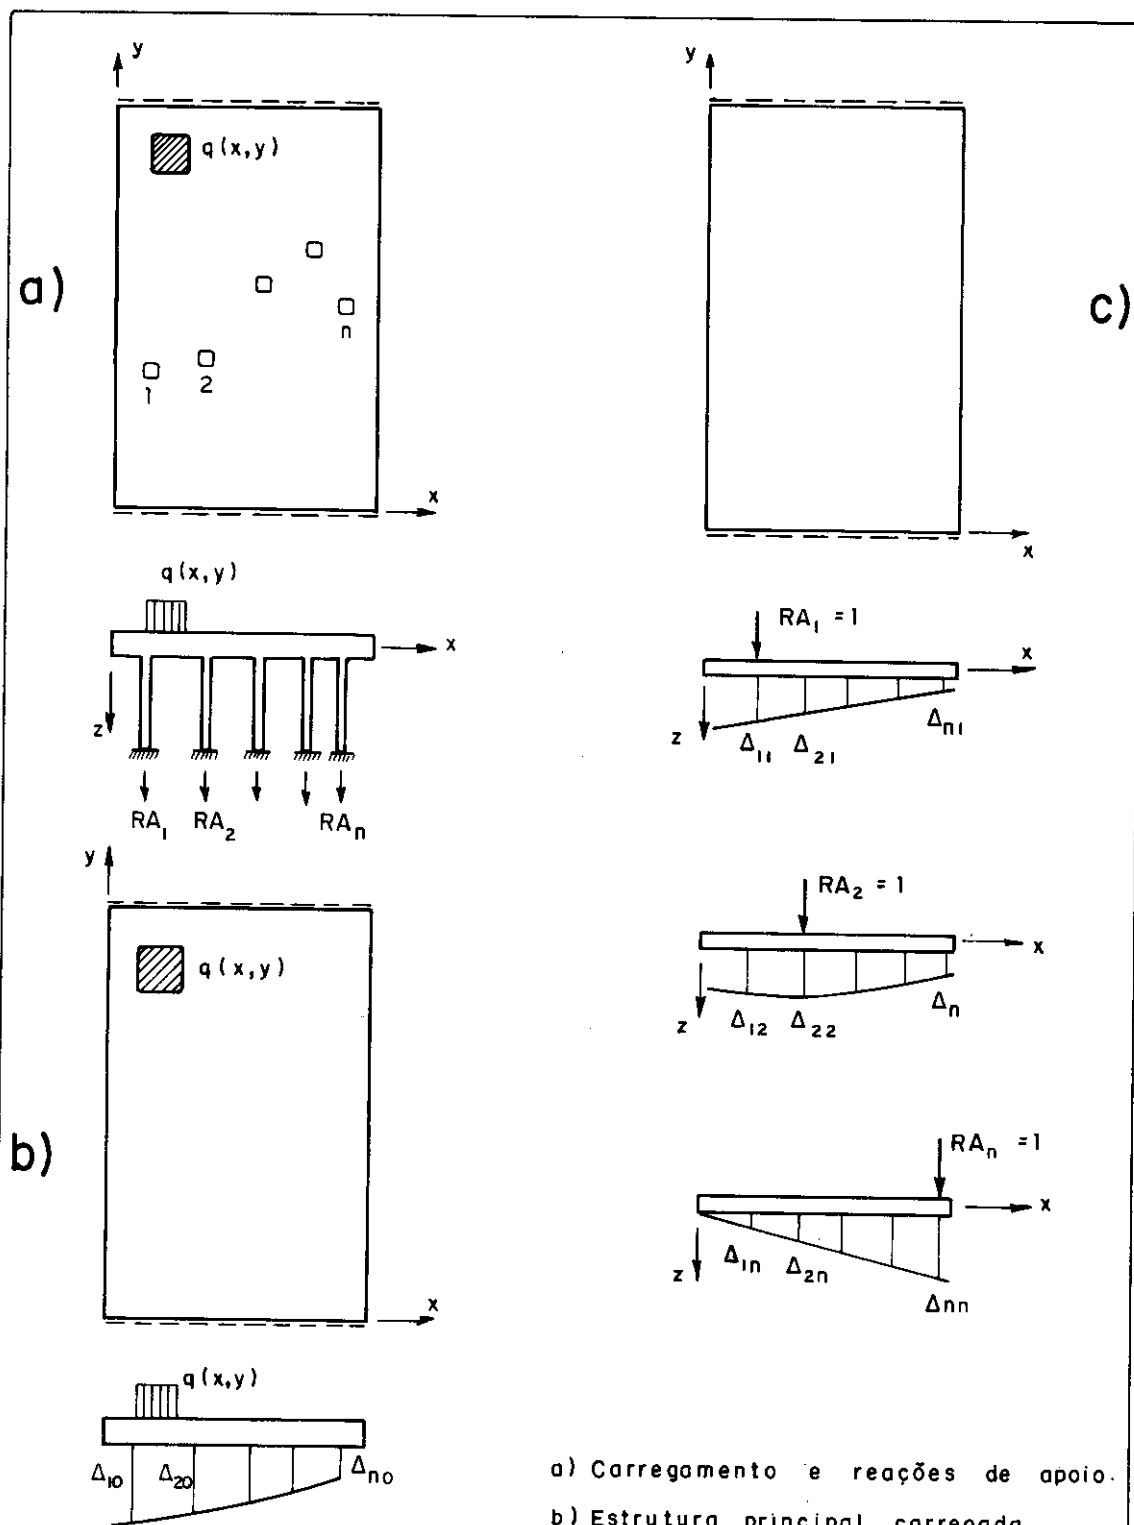 a)
y
q(x,y)
n
1
2
x
q(x,y)
x
z
RA₁ RA₂ RAₙ
b)
y
q(x,y)
x
q(x,y)
Δ₁₀ Δ₂₀ Δₙ₀
c)
y
x
RA₁ = 1
x
z
Δ₁₁ Δ₂₁ Δₙ₁
RA₂ = 1
x
z
Δ₁₂ Δ₂₂ Δₙ
RAₙ = 1
x
z
Δ₁ₙ Δ₂ₙ Δnn
a) Carregamento e reações de apoio.
b) Estrutura principal carregada